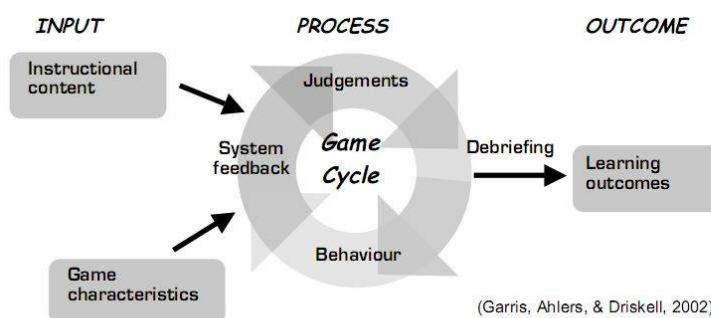 INPUT
PROCESS
OUTCOME
Instructional
content
Judgements
System
feedback
Game
Cycle
Debriefing
Learning
outcomes
Behaviour
Game
characteristics
(Garris, Ahlers, & Driskell, 2002)